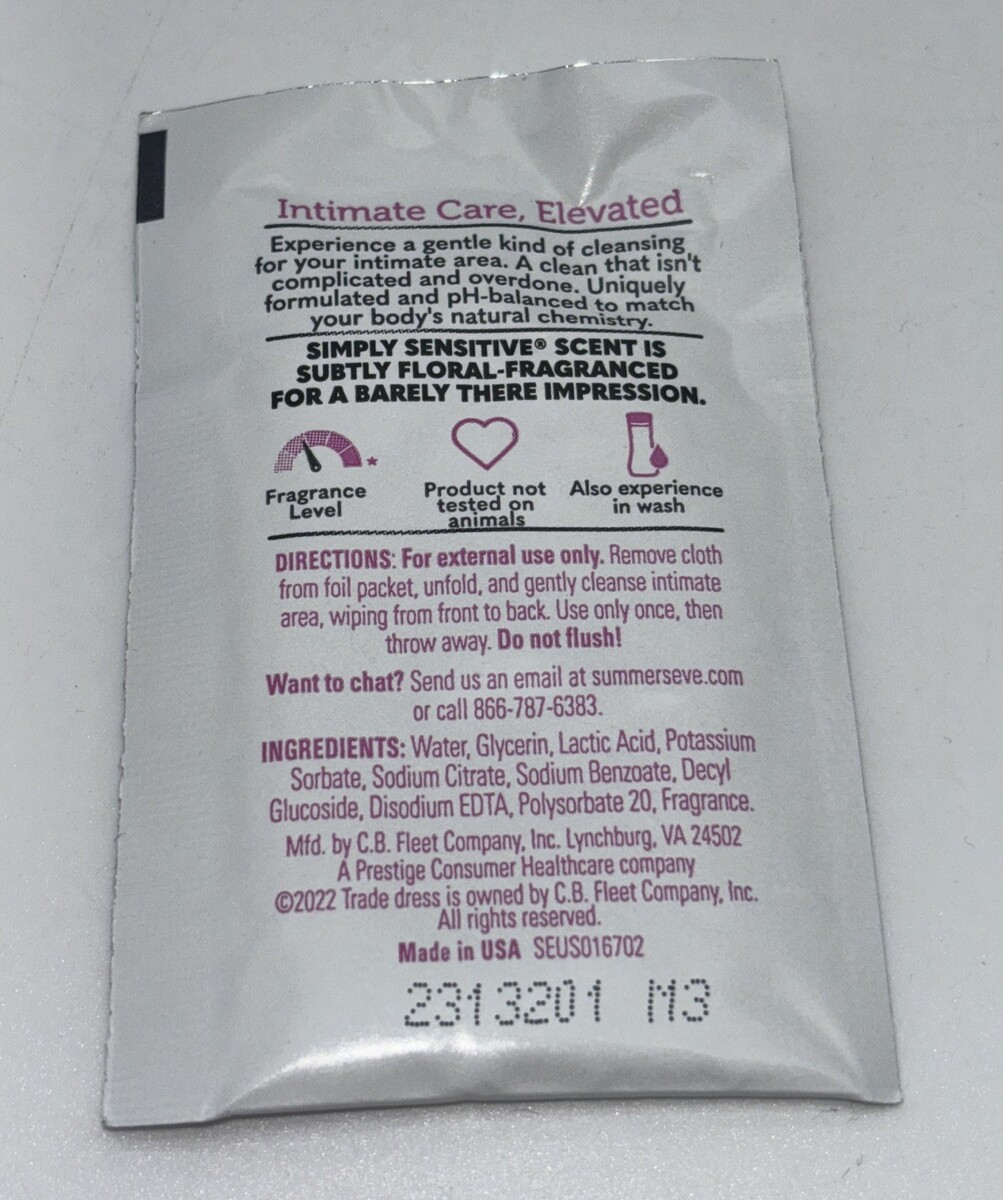 Intimate Care, Elevated
Experience a gentle kind of cleansing
for your intimate area. A clean that isn't
complicated and overdone. Uniquely
formulated and pH-balanced to match
your body's natural chemistry.
SIMPLY SENSITIVE® SCENT IS
SUBTLY FLORAL-FRAGRANCED
FOR A BARELY THERE IMPRESSION.
Fragrance
Level
Product not
tested on
animals
Also experience
in wash
DIRECTIONS: For external use only. Remove cloth
from foil packet, unfold, and gently cleanse intimate
area, wiping from front to back. Use only once, then
throw away. Do not flush!
Want to chat? Send us an email at summerseve.com
or call 866-787-6383.
INGREDIENTS: Water, Glycerin, Lactic Acid, Potassium
Sorbate, Sodium Citrate, Sodium Benzoate, Decyl
Glucoside, Disodium EDTA, Polysorbate 20, Fragrance.
Mfd. by C.B. Fleet Company, Inc. Lynchburg, VA 24502
A Prestige Consumer Healthcare company
©2022 Trade dress is owned by C.B. Fleet Company, Inc.
All rights reserved.
Made in USA SEUS016702
2313201 M3